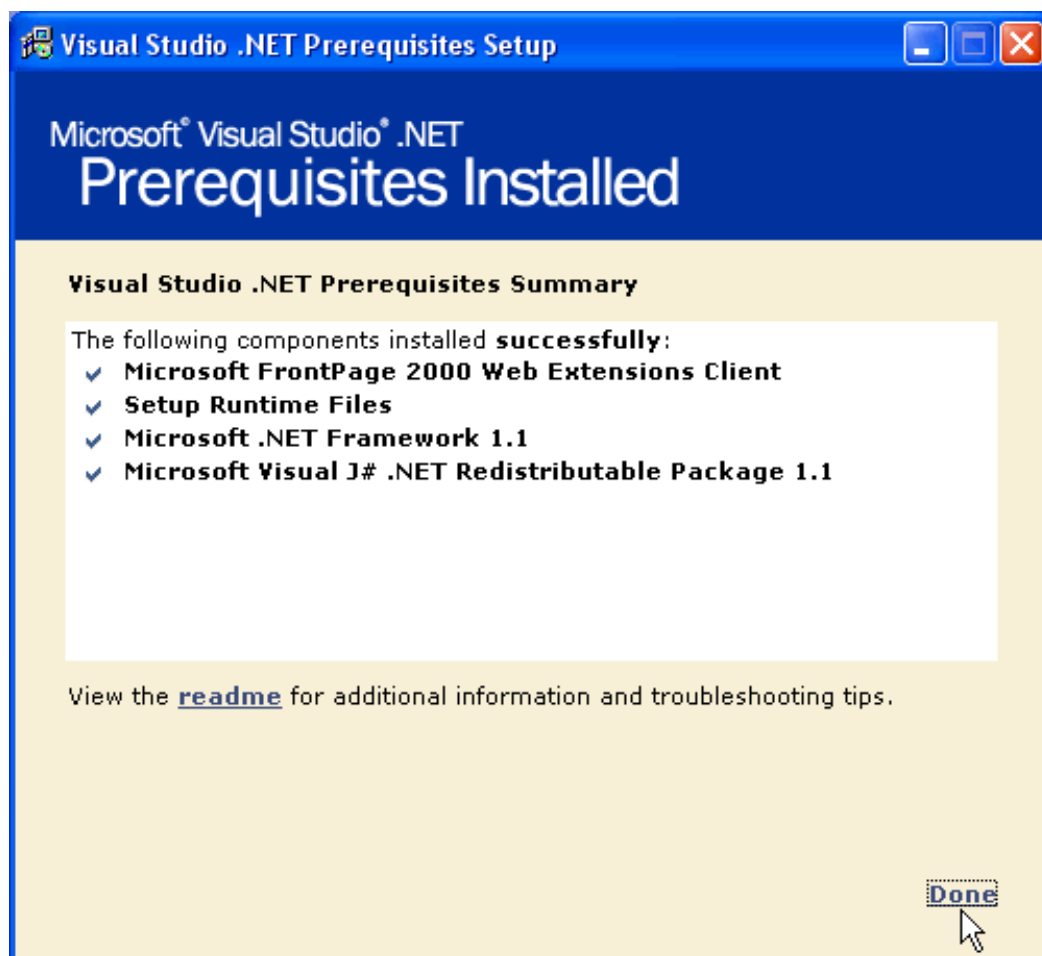 Visual Studio .NET Prerequisites Setup
Microsoft® Visual Studio® .NET
Prerequisites Installed
Visual Studio .NET Prerequisites Summary
The following components installed successfully:
Microsoft FrontPage 2000 Web Extensions Client
Setup Runtime Files
Microsoft .NET Framework 1.1
Microsoft Visual J# .NET Redistributable Package 1.1
View the readme for additional information and troubleshooting tips.
Done